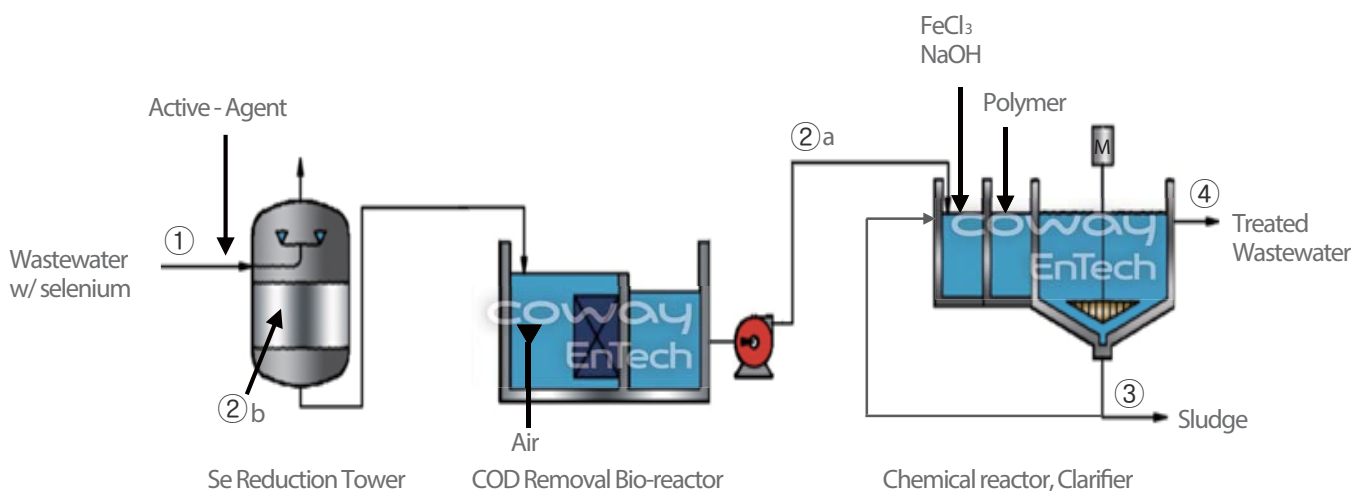 FeCl₃
NaOH
Active - Agent
Polymer
②a
M
①
④
Wastewater
w/ selenium
Treated
Wastewater
coway
EnTech
coway
EnTech
②b
③
Air
Sludge
Se Reduction Tower
COD Removal Bio-reactor
Chemical reactor, Clarifier